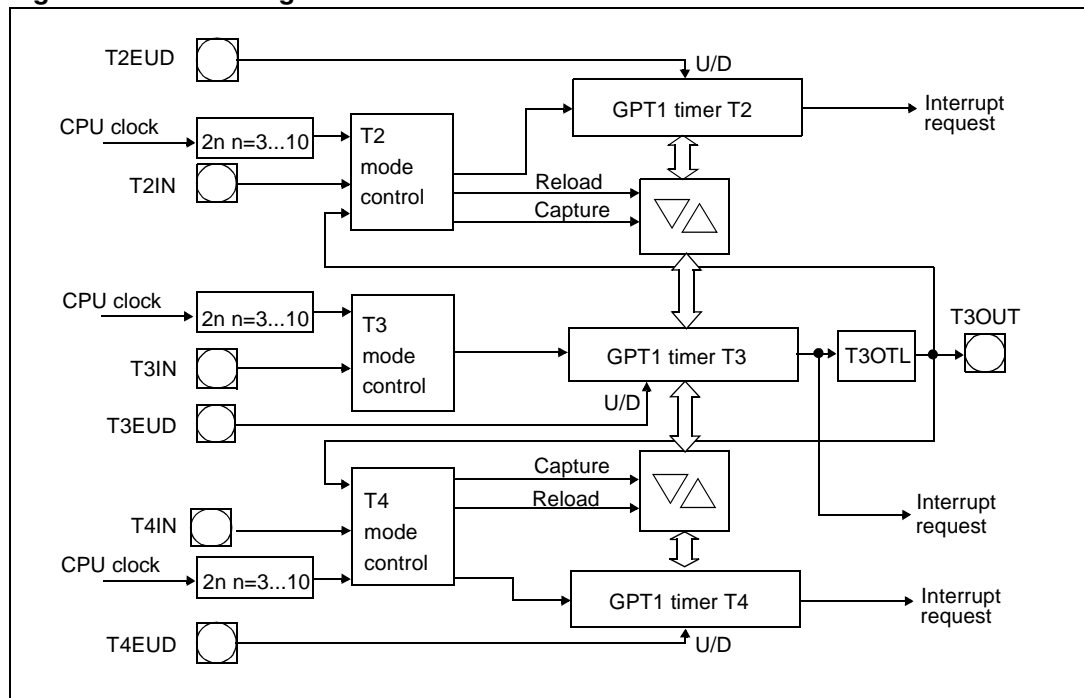 T2EUD
U/D
GPT1 timer T2
Interrupt
request
CPU clock
2n n=3...10
T2
mode
control
T2IN
Reload
Capture
CPU clock
2n n=3...10
T3
mode
control
T3IN
T3EUD
GPT1 timer T3
U/D
T3OTL
T3OUT
Capture
Reload
T4
mode
control
T4IN
CPU clock
2n n=3...10
Interrupt
request
GPT1 timer T4
Interrupt
request
T4EUD
U/D